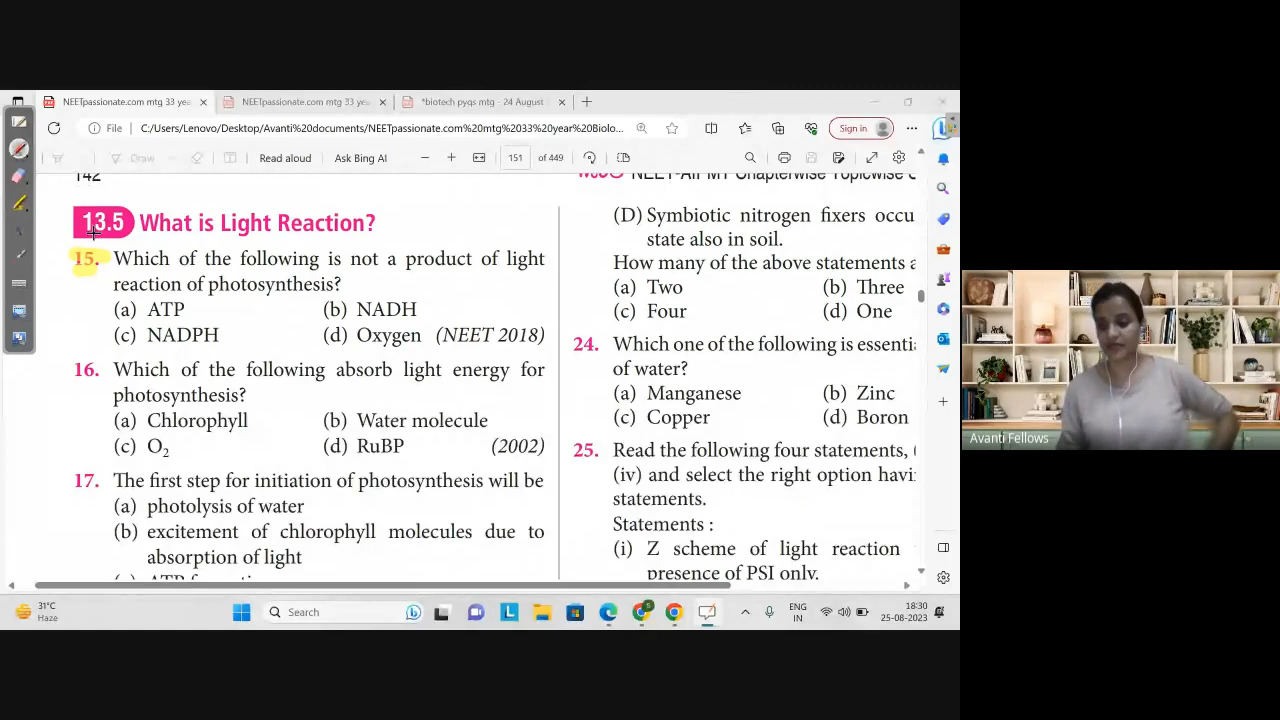 NEETpassionate.com mtg 33 yea
NEETpassionate.com mtg 33 yea
*biotech pyqs mtg - 24 August
File
C:/Users/Lenovo/Desktop/Avanti%20documents/NEETpassionate.com%20mtg%2033%20year%20Biolo...
Sign in
Draw
Read aloud
Ask Bing AI
151
of 449
142
NEET-AIPMT Chapterwise Topicwise
13.5 What is Light Reaction?
15. Which of the following is not a product of light
reaction of photosynthesis?
(a) ATP (b) NADH
(c) NADPH (d) Oxygen (NEET 2018)
16. Which of the following absorb light energy for
photosynthesis?
(a) Chlorophyll (b) Water molecule
(c) O₂ (d) RuBP (2002)
17. The first step for initiation of photosynthesis will be
(a) photolysis of water
(b) excitement of chlorophyll molecules due to
absorption of light
(D) Symbiotic nitrogen fixers occu
state also in soil.
How many of the above statements a
(a) Two (b) Three
(c) Four (d) One
24. Which one of the following is essentia
of water?
(a) Manganese (b) Zinc
(c) Copper (d) Boron
25. Read the following four statements, (
(iv) and select the right option havi
statements.
Statements :
(i) Z scheme of light reaction
presence of PSI only.
Avanti Fellows
31°C
Haze
Search
ENG
IN
18:30
25-08-2023